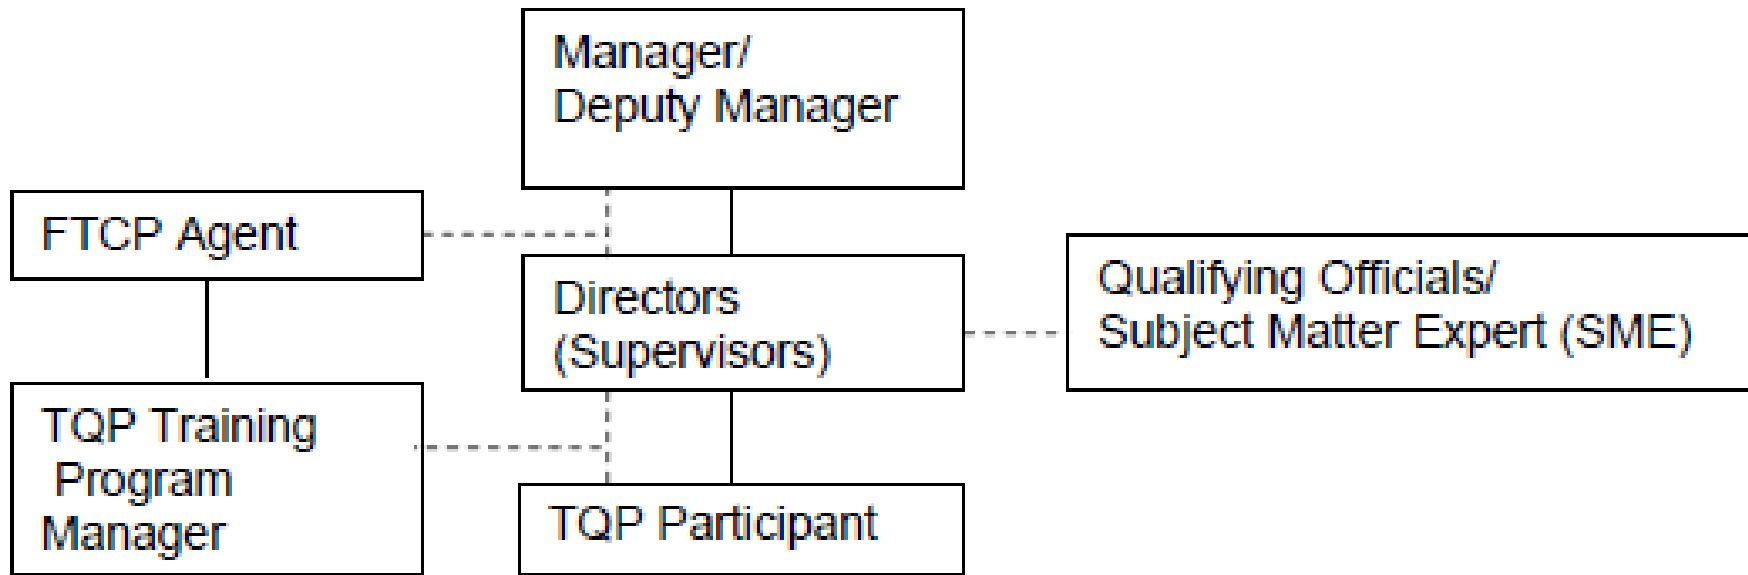 Manager/
Deputy Manager
FTCP Agent
Directors
(Supervisors)
Qualifying Officials/
Subject Matter Expert (SME)
TQP Training
Program
Manager
TQP Participant